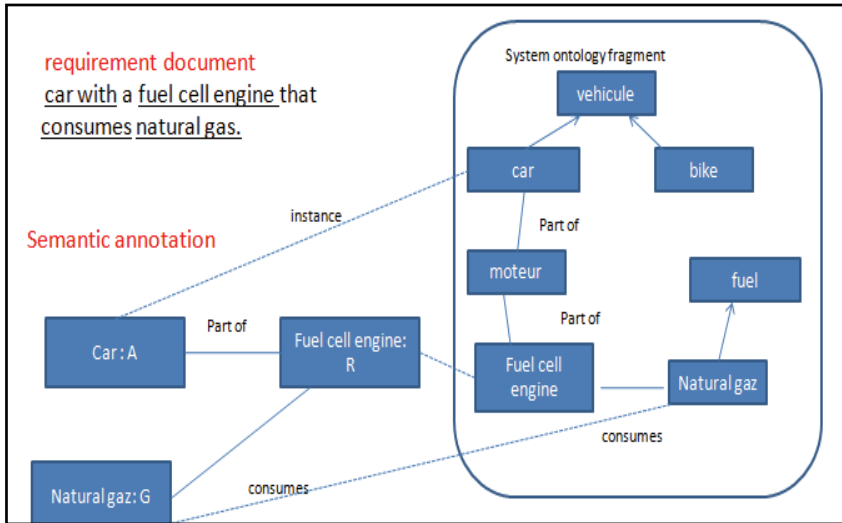 requirement document
car with a fuel cell engine that
consumes natural gas.
System ontology fragment
vehicule
car
bike
instance
Part of
Semantic annotation
moteur
fuel
Part of
Part of
Car : A
Fuel cell engine:
R
Fuel cell
engine
Natural gaz
consumes
Natural gaz: G
consumes